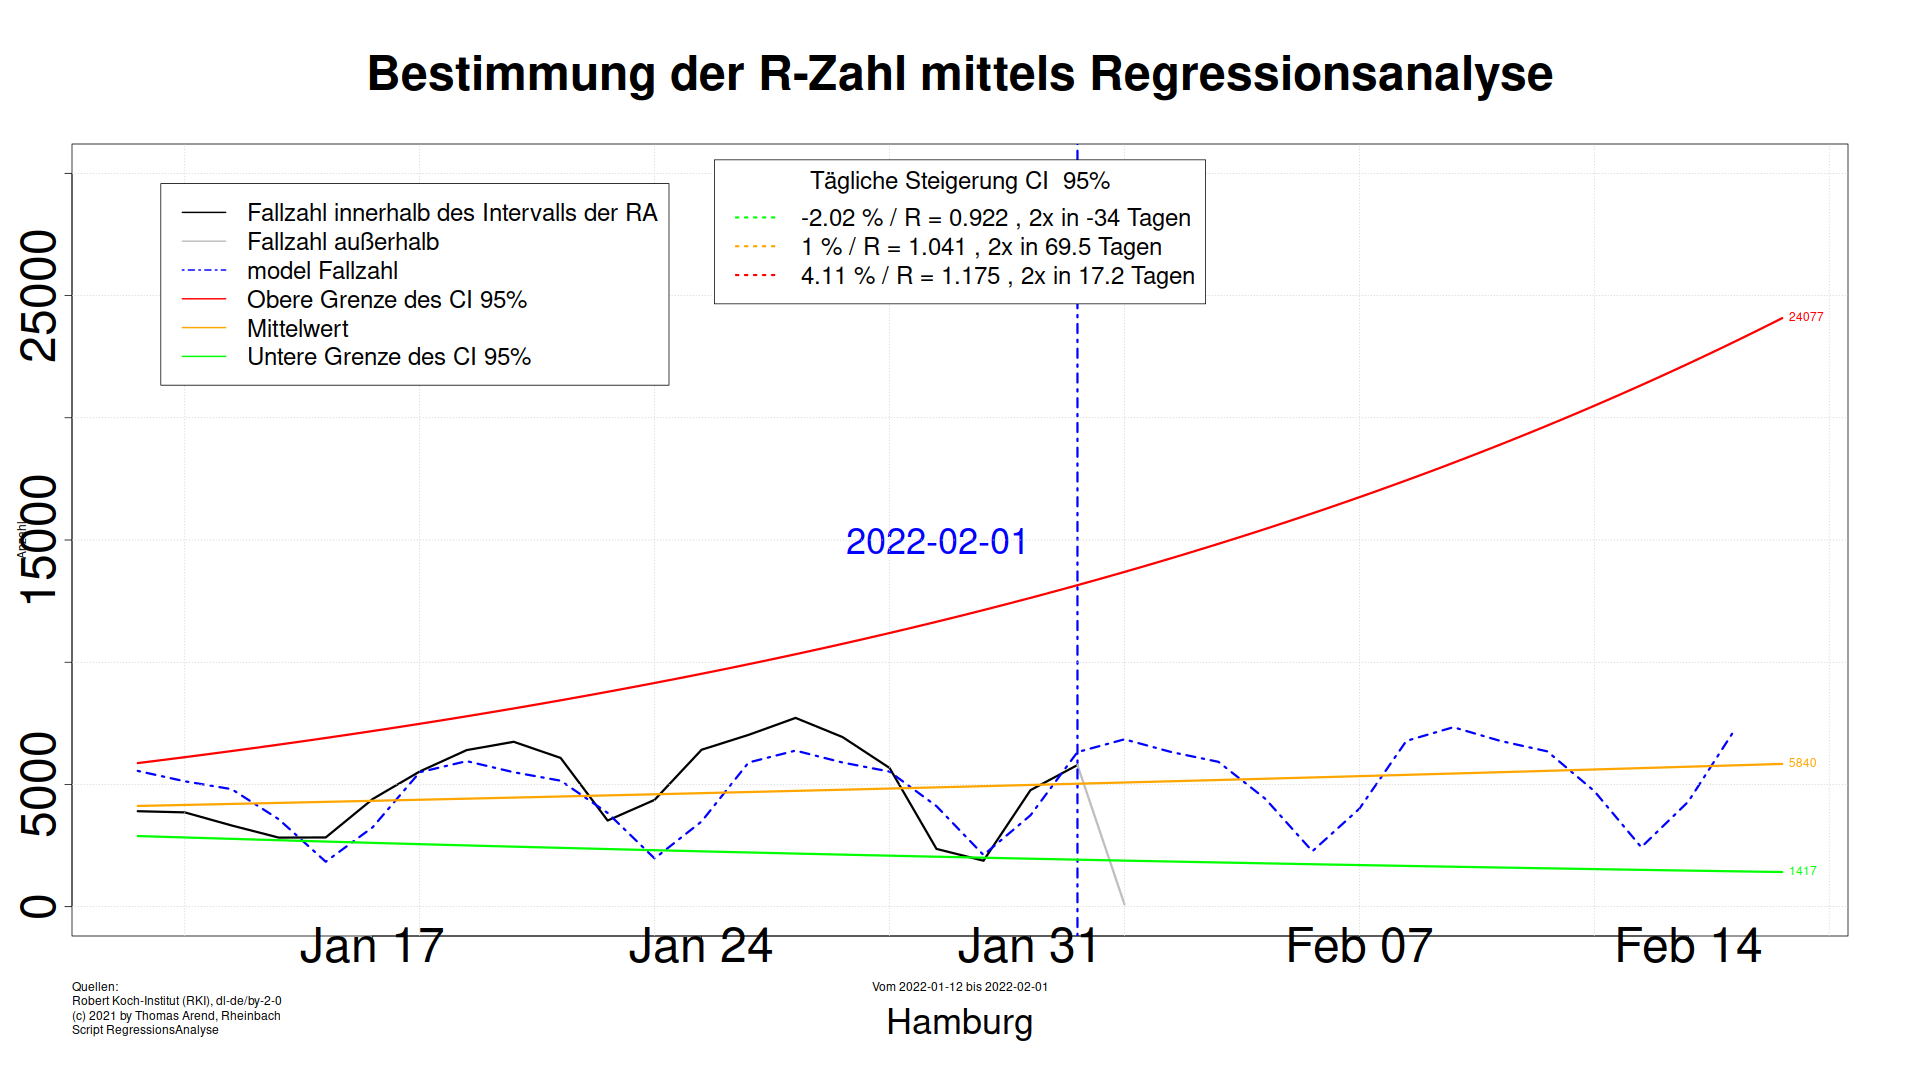 Bestimmung der R-Zahl mittels Regressionsanalyse
Fallzahl innerhalb des Intervalls der RA
Fallzahl außerhalb
model Fallzahl
Obere Grenze des CI 95%
Mittelwert
Untere Grenze des CI 95%
Tägliche Steigerung CI  95%
-2.02 % / R = 0.922 , 2x in -34 Tagen
1 % / R = 1.041 , 2x in 69.5 Tagen
4.11 % / R = 1.175 , 2x in 17.2 Tagen
25000
15000
5000
0
Anzahl
2022-02-01
24077
5840
1417
Jan 17
Jan 24
Jan 31
Feb 07
Feb 14
Quellen:
Robert Koch-Institut (RKI), dl-de/by-2-0
(c) 2021 by Thomas Arend, Rheinbach
Script RegressionsAnalyse
Vom 2022-01-12 bis 2022-02-01
Hamburg